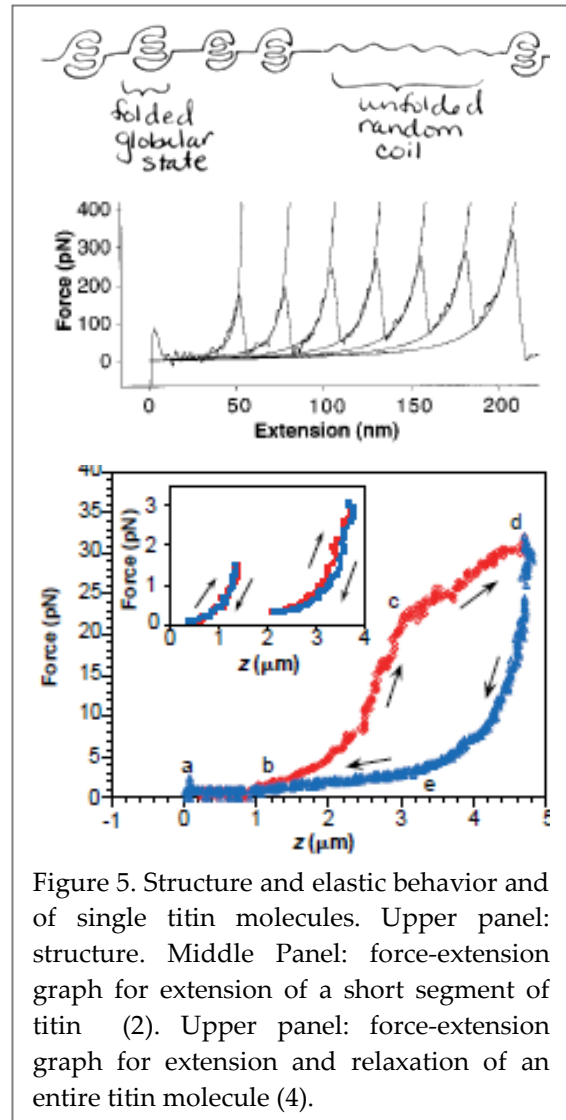 folded
globular
state
unfolded
random
coil
400
300
200
100
0
Force (pN)
0 50 100 150 200
Extension (nm)
40
35
30
25
20
15
10
5
0
Force (pN)
3
2
1
0
Force (pN)
0 1 2 3 4
z (μm)
a
b
c
d
e
-1 0 1 2 3 4 5
z (μm)
Figure 5. Structure and elastic behavior and
of single titin molecules. Upper panel:
structure. Middle Panel: force-extension
graph for extension of a short segment of
titin (2). Upper panel: force-extension
graph for extension and relaxation of an
entire titin molecule (4).